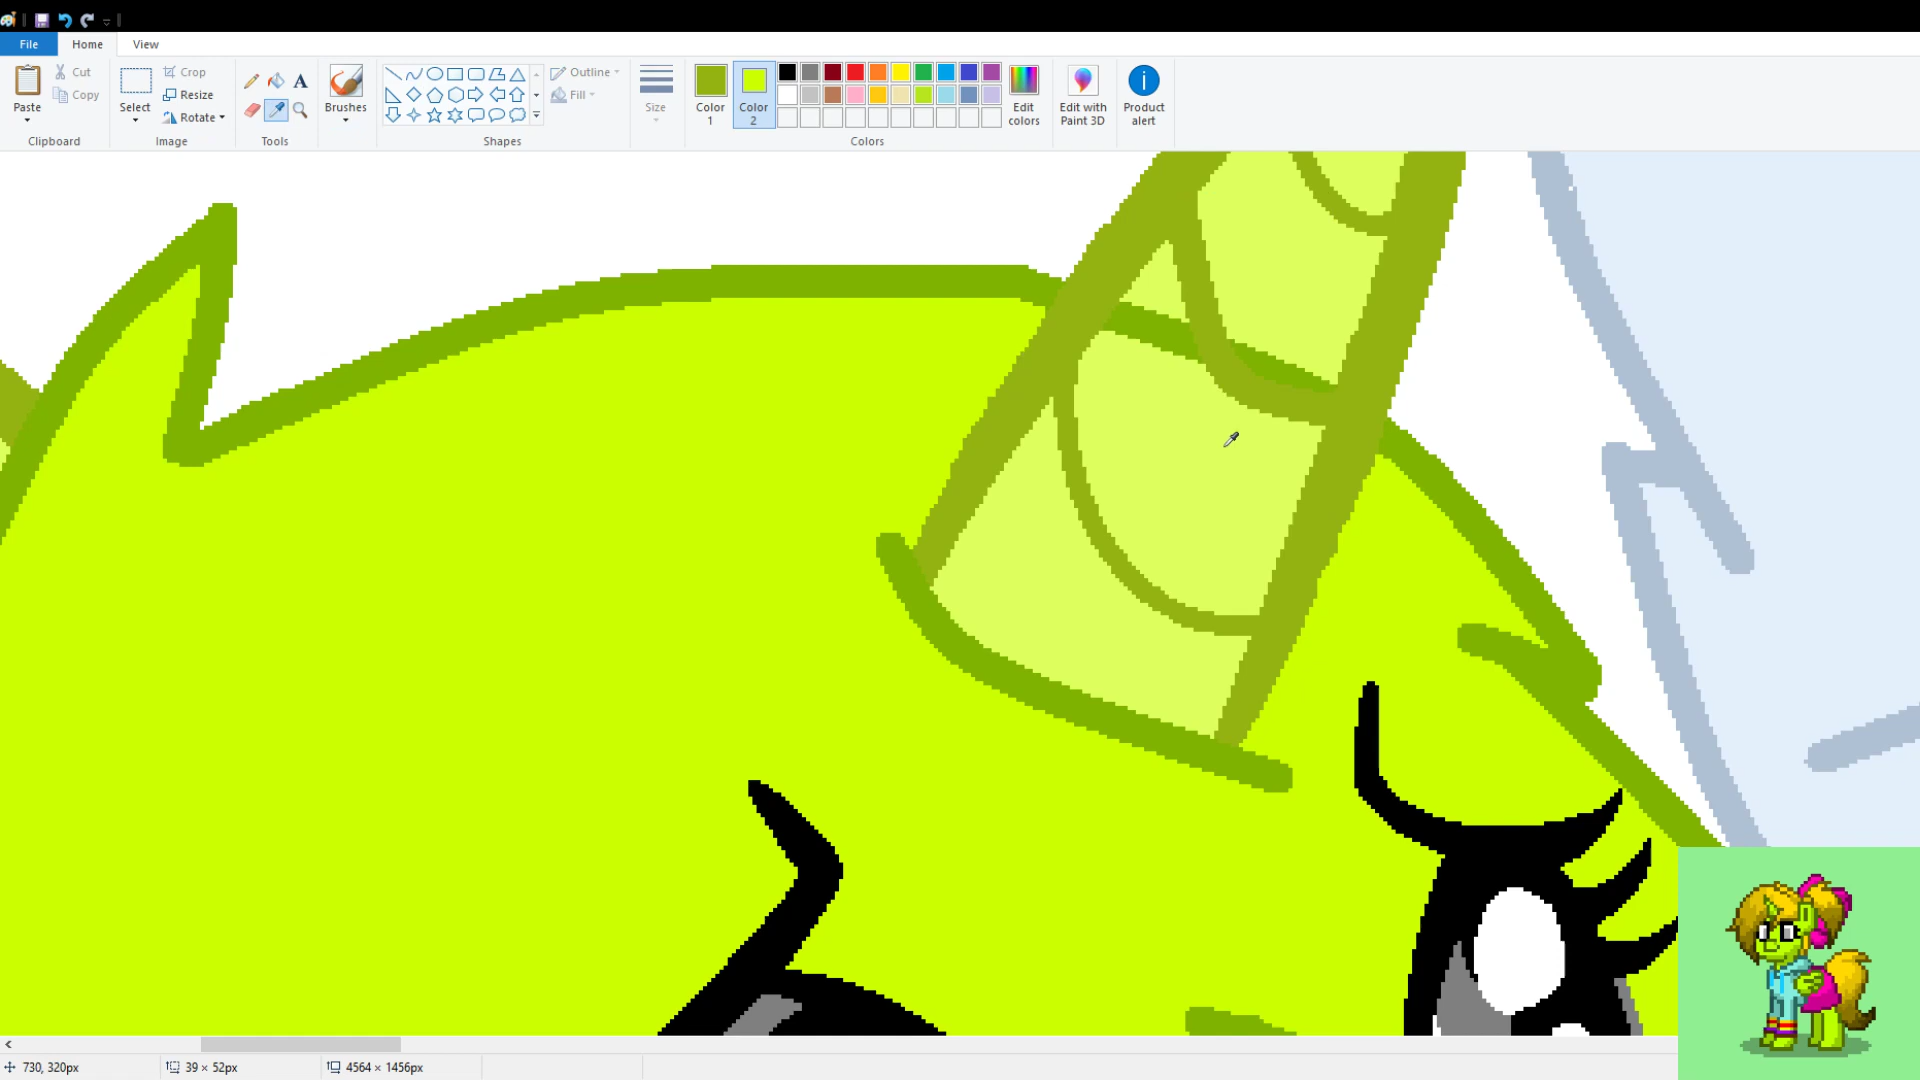 File Home View
Paste
Cut
Copy
Clipboard
Select
Crop
Resize
Rotate
Image
A
Tools
Brushes
Shapes
Outline
Fill
Size
Color 1
Color 2
Edit colors
Colors
Edit with Paint 3D
Product alert
730, 320px 39 × 52px 4564 × 1456px